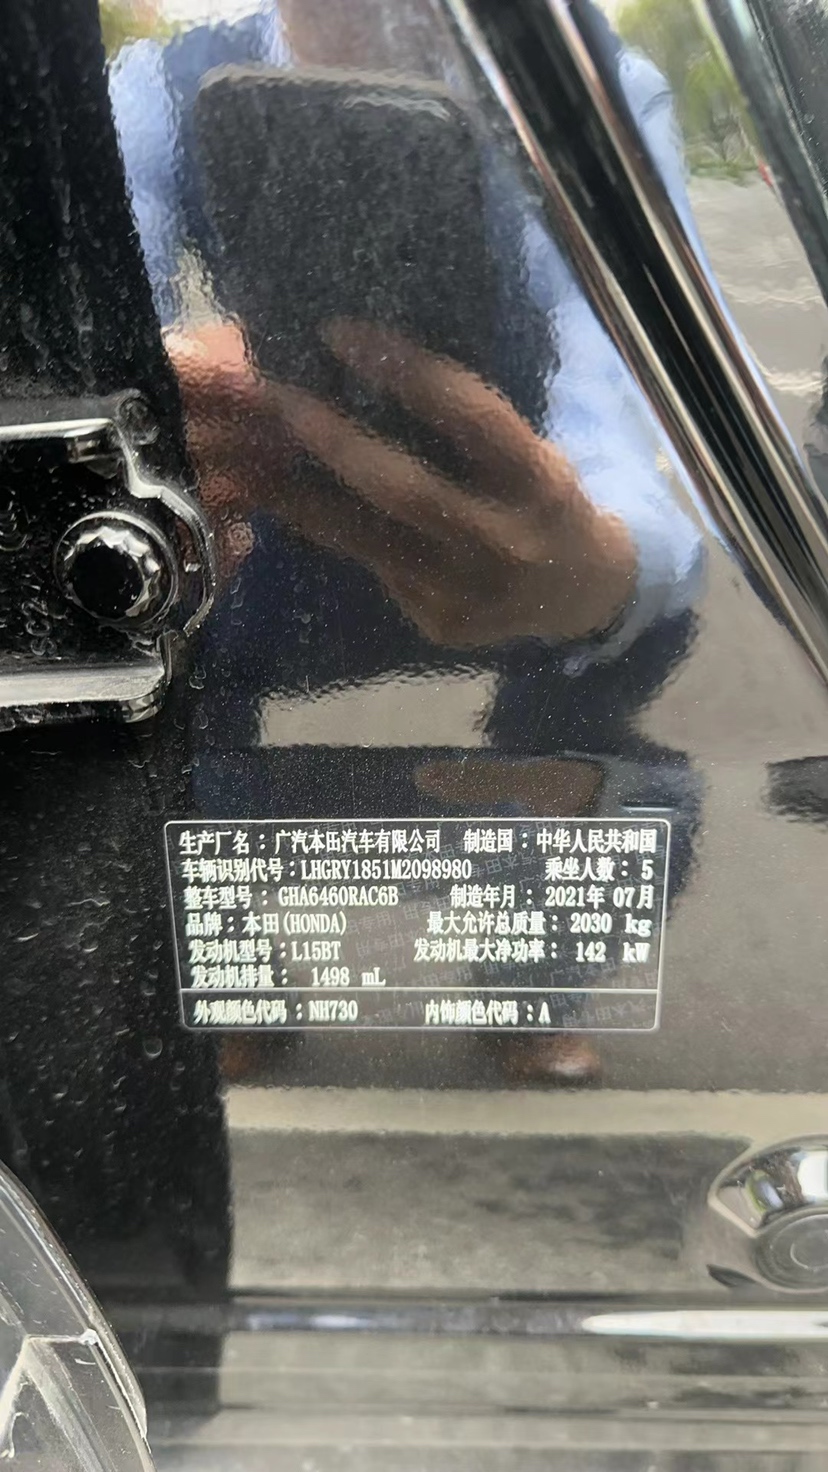 生产厂名：广汽本田汽车有限公司 制造国：中华人民共和国
车辆识别代号：LHGRY1851M2098980 乘坐人数：5
整车型号：GHA6460RAC6B 制造年月：2021年 07月
品牌：本田(HONDA) 最大允许总质量：2030 kg
发动机型号：L15BT 发动机最大净功率：142 kW
发动机排量：1498 mL
外观颜色代码：NH730 内饰颜色代码：A